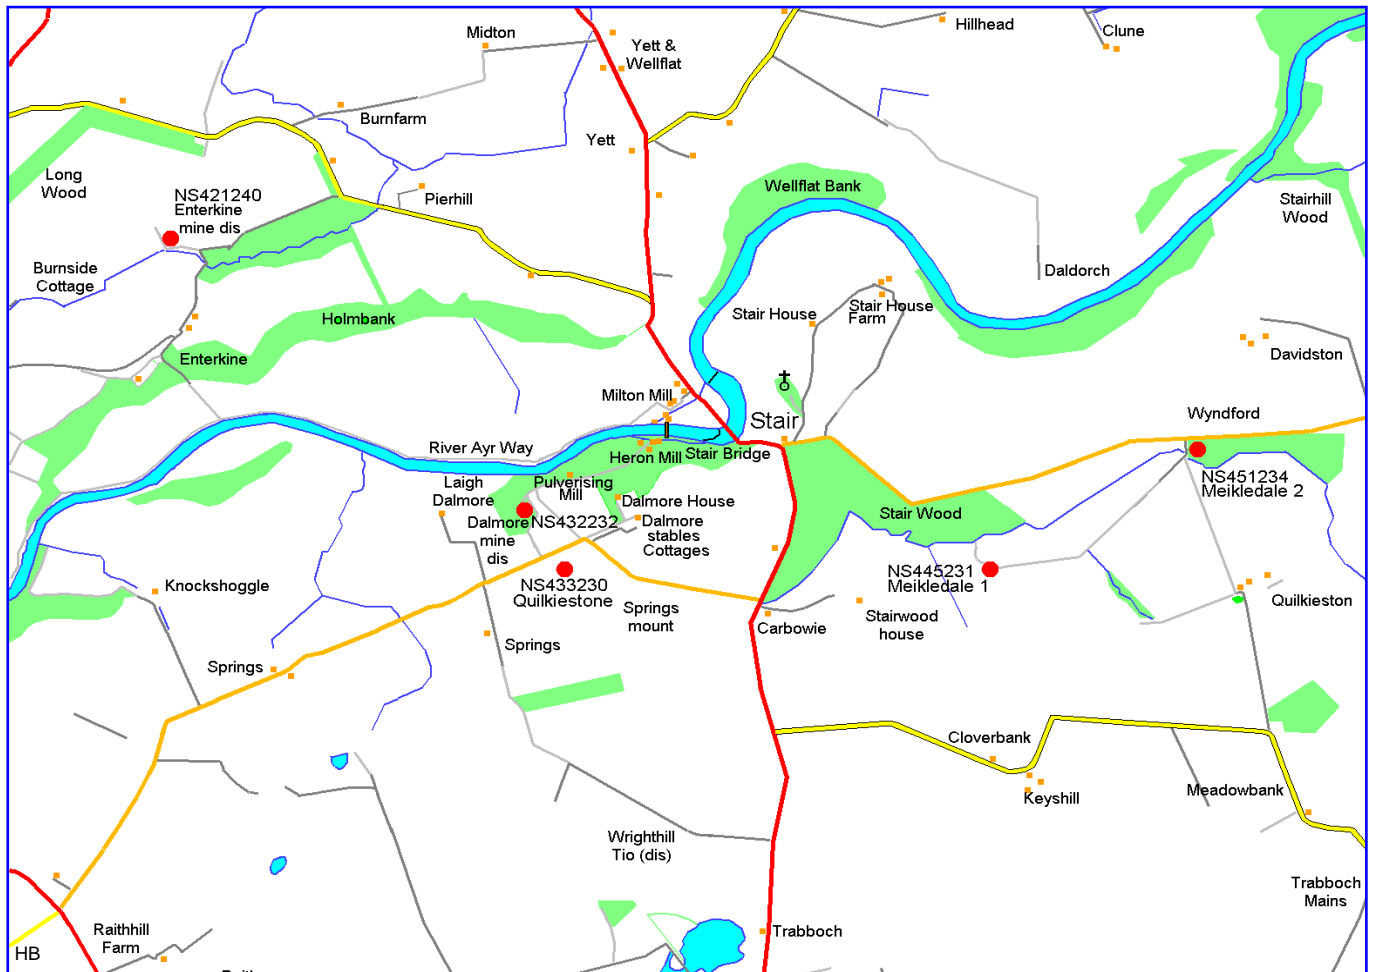 Midton
Yett &
Wellflat
Hillhead
Clune
Burnfarm
Yett
Long
Wood
NS421240
Enterkine
mine dis
Pierhill
Wellflat Bank
Stairhill
Wood
Burnside
Cottage
Daldorch
Holmbank
Stair House
Stair House
Farm
Enterkine
Davidston
Milton Mill
Stair
Wyndford
River Ayr Way
Heron Mill
Stair Bridge
Laigh
Dalmore
Pulverising
Mill
NS451234
Meikledale 2
Dalmore House
Stair Wood
Dalmore
mine
dis
NS432232
Dalmore
stables
Cottages
NS433230
Quilkiestone
NS445231
Meikledale 1
Knockshoggle
Springs
mount
Carbowie
Stairwood
house
Quilkieston
Springs
Springs
Cloverbank
Keyshill
Meadowbank
Wrighthill
Tio (dis)
Trabboch
Mains
Raithhill
Farm
Trabboch
HB